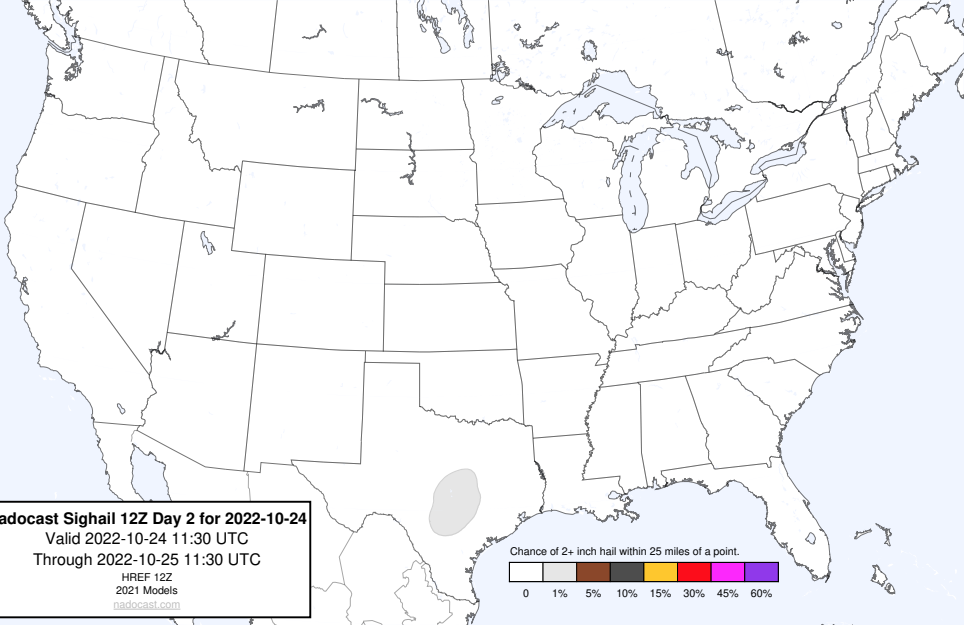 adocast Sighail 12Z Day 2 for 2022-10-24
Valid 2022-10-24 11:30 UTC
Through 2022-10-25 11:30 UTC
HREF 12Z
2021 Models
nadocast.com
Chance of 2+ inch hail within 25 miles of a point.
0 1% 5% 10% 15% 30% 45% 60%